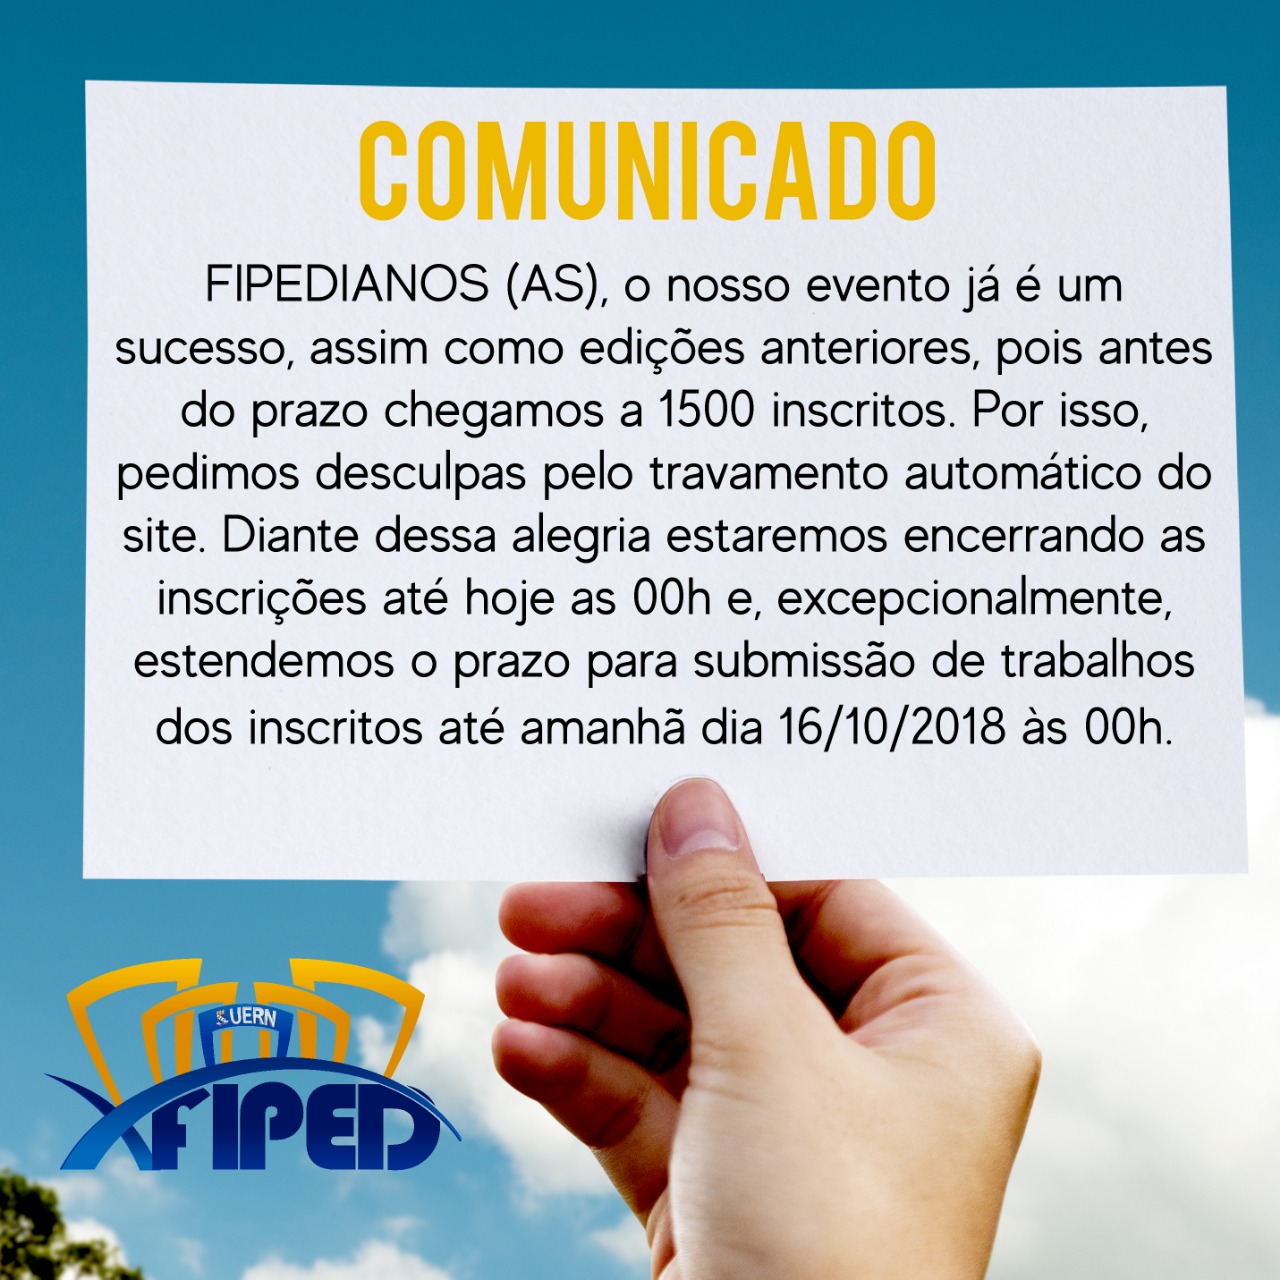 COMUNICADO
FIPEDIANOS (AS), o nosso evento já é um
sucesso, assim como edições anteriores, pois antes
do prazo chegamos a 1500 inscritos. Por isso,
pedimos desculpas pelo travamento automático do
site. Diante dessa alegria estaremos encerrando as
inscrições até hoje as 00h e, excepcionalmente,
estendemos o prazo para submissão de trabalhos
dos inscritos até amanhã dia 16/10/2018 às 00h.
UERN
XFIPED